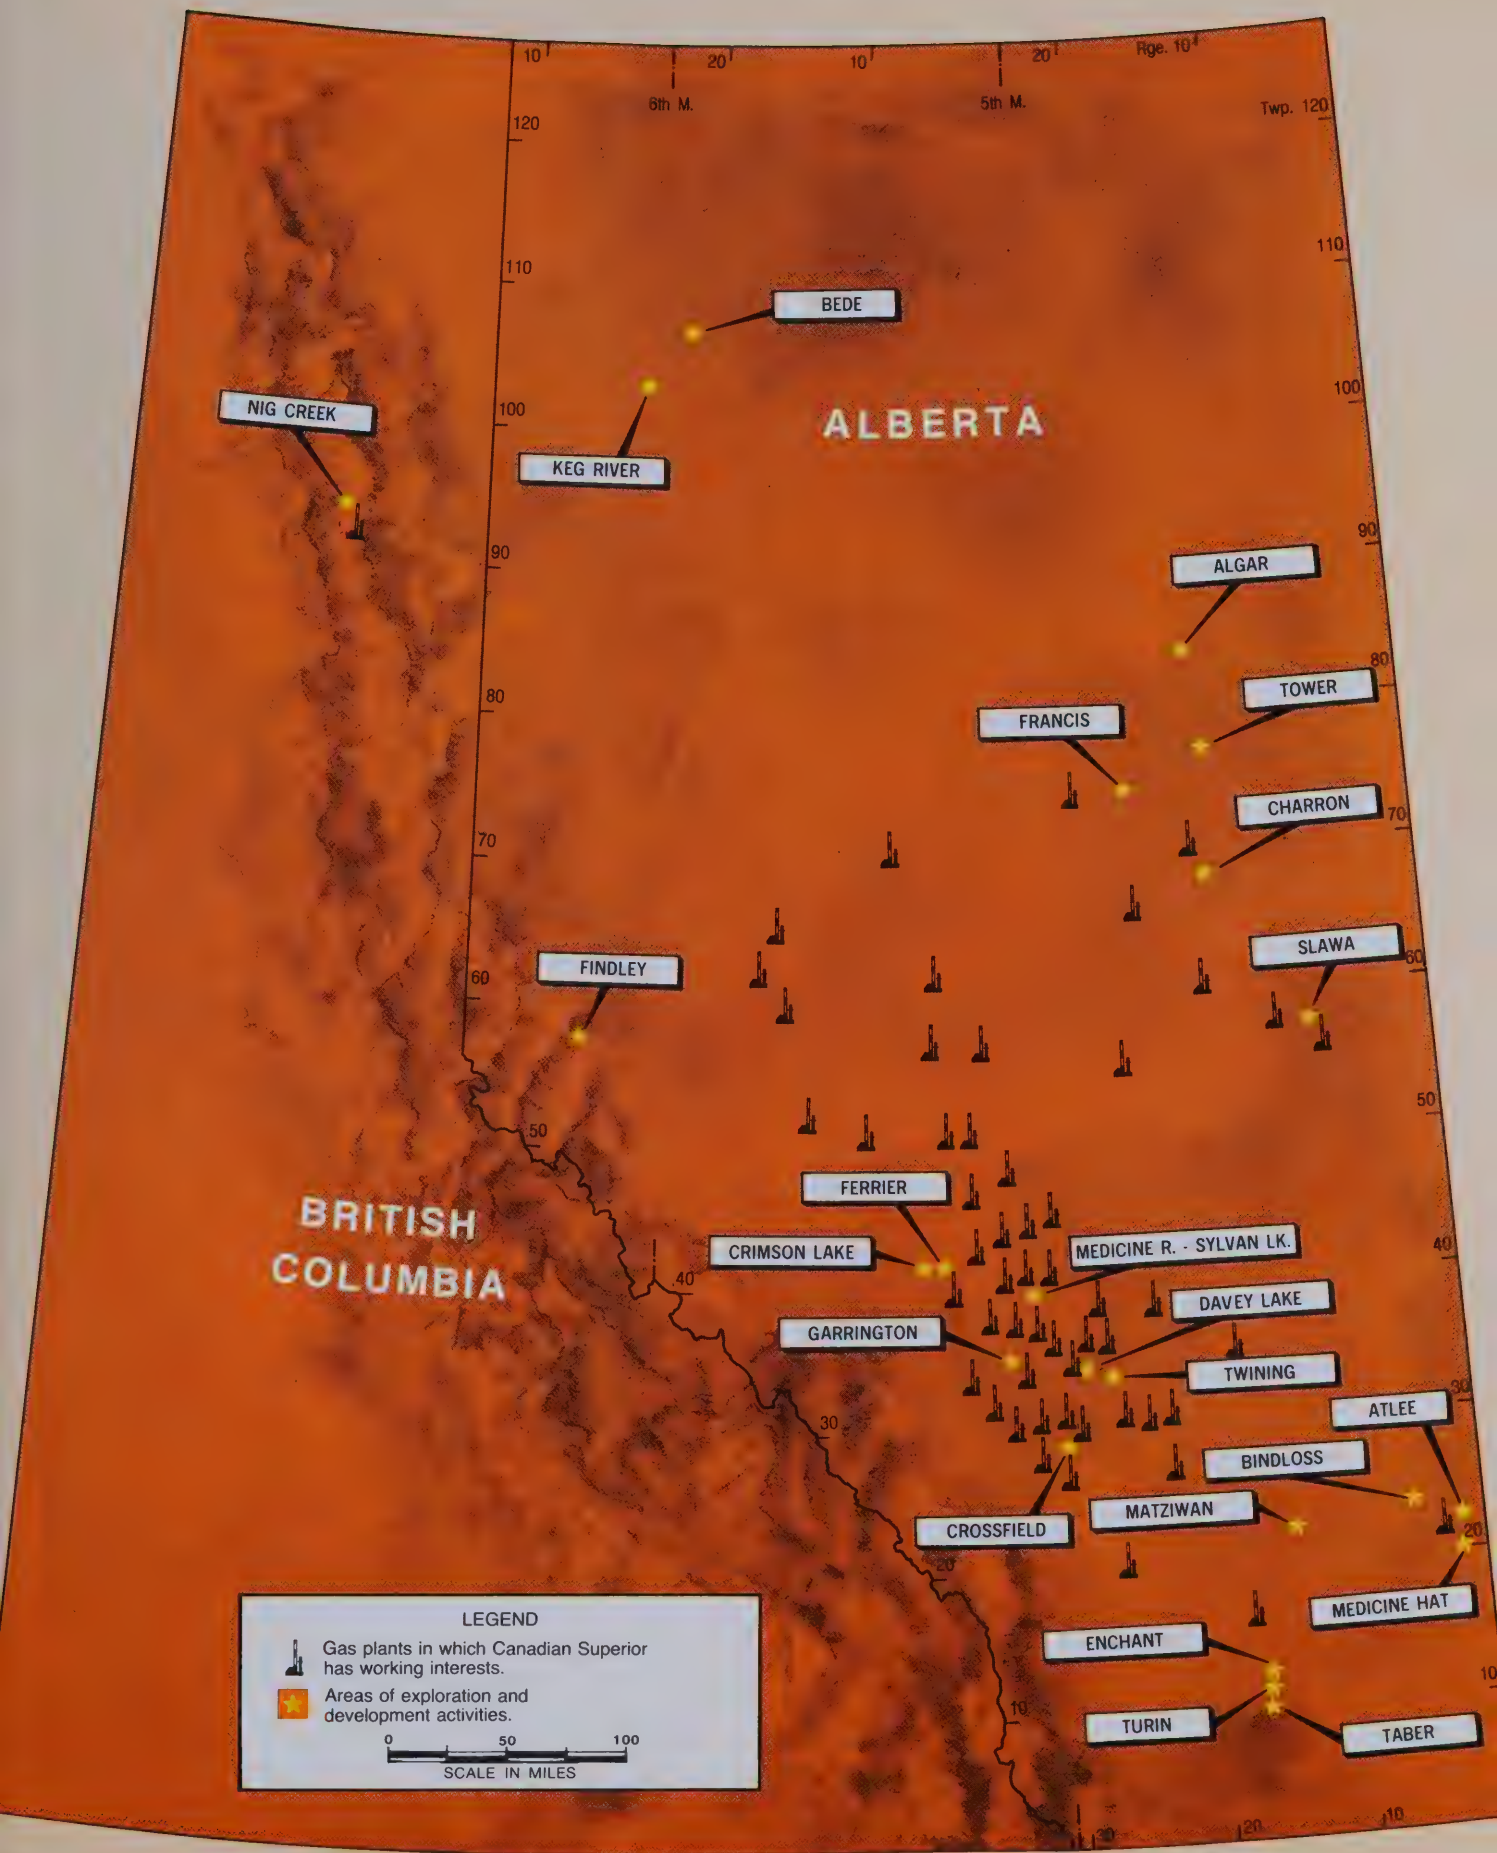 10
20
10
20
Rge. 10
6th M.
5th M.
Twp. 120
120
110
110
BEDE
100
100
ALBERTA
NIG CREEK
KEG RIVER
90
90
ALGAR
80
80
TOWER
FRANCIS
CHARRON
70
70
SLAWA
60
60
FINDLEY
50
50
FERRIER
BRITISH
COLUMBIA
CRIMSON LAKE
MEDICINE R. - SYLVAN LK.
40
40
DAVEY LAKE
GARRINGTON
TWINING
30
ATLEE
30
BINDLOSS
MATZIWAN
CROSSFIELD
20
20
MEDICINE HAT
ENCHANT
10
10
TURIN
TABER
LEGEND
Gas plants in which Canadian Superior
has working interests.
Areas of exploration and
development activities.
0 50 100
SCALE IN MILES
30
20
10